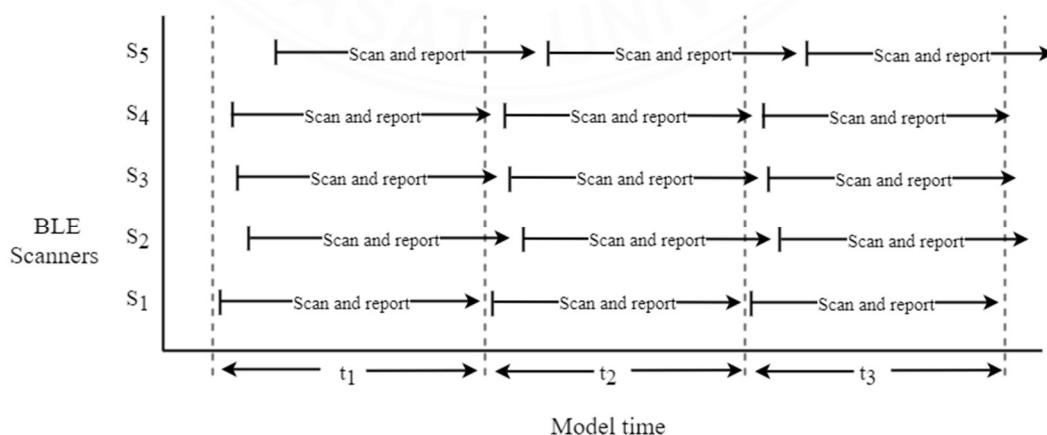 S5 Scan and report Scan and report Scan and report
S4 Scan and report Scan and report Scan and report
S3 Scan and report Scan and report Scan and report
BLE
Scanners
S2 Scan and report Scan and report Scan and report
S1 Scan and report Scan and report Scan and report
t1 t2 t3
Model time